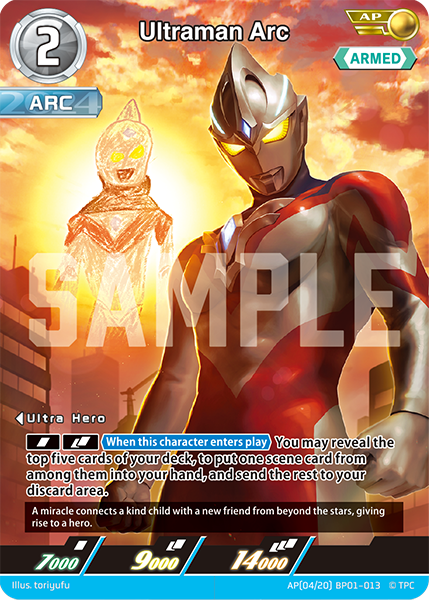 2
Ultraman Arc
AP
ARMED
2024
ARC
SAMPLE
Ultra Hero
When this character enters play You may reveal the
top five cards of your deck, to put one scene card from
among them into your hand, and send the rest to your
discard area.
A miracle connects a kind child with a new friend from beyond the stars, giving
rise to a hero.
7000 9000 14000
Illus. toriyufu AP(04/20) BP01-013 © TPC